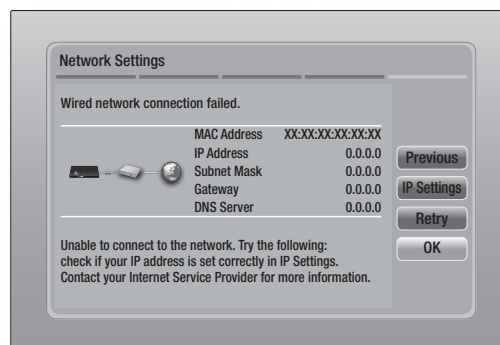 Network Settings
Wired network connection failed.
MAC Address XX:XX:XX:XX:XX:XX
IP Address 0.0.0.0
Subnet Mask 0.0.0.0
Gateway 0.0.0.0
DNS Server 0.0.0.0
Previous
IP Settings
Retry
OK
Unable to connect to the network. Try the following:
check if your IP address is set correctly in IP Settings.
Contact your Internet Service Provider for more information.